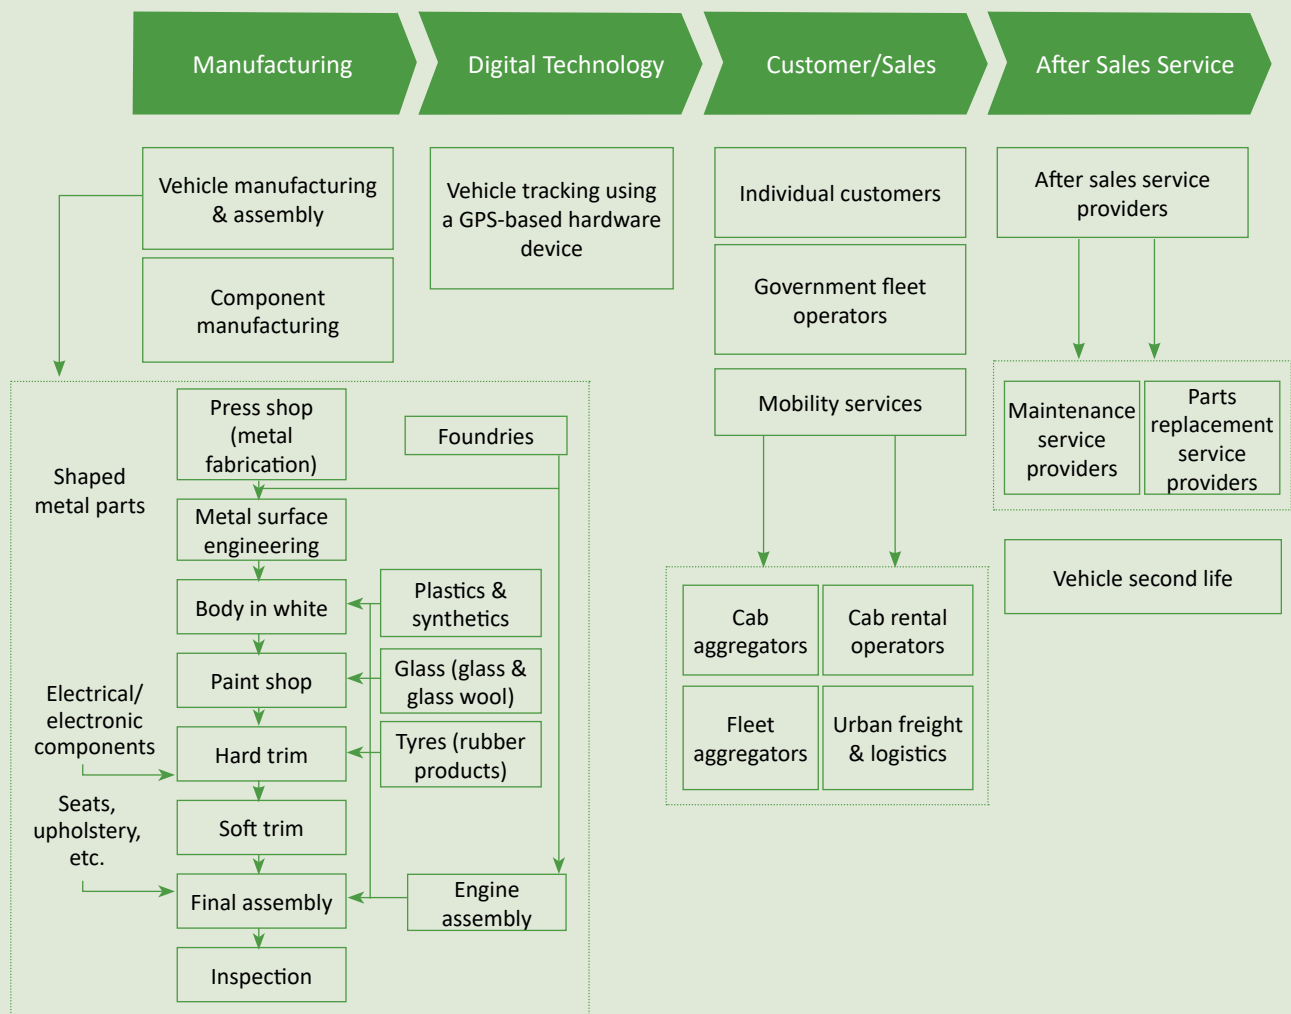 Manufacturing
Digital Technology
Customer/Sales
After Sales Service
Vehicle manufacturing
& assembly
Component
manufacturing
Vehicle tracking using
a GPS-based hardware
device
Individual customers
Government fleet
operators
Mobility services
After sales service
providers
Maintenance
service
providers
Parts
replacement
service
providers
Vehicle second life
Cab
aggregators
Cab rental
operators
Fleet
aggregators
Urban freight
& logistics
Shaped
metal parts
Press shop
(metal
fabrication)
Foundries
Metal surface
engineering
Body in white
Plastics &
synthetics
Paint shop
Glass (glass &
glass wool)
Electrical/
electronic
components
Hard trim
Tyres (rubber
products)
Seats,
upholstery,
etc.
Soft trim
Final assembly
Engine
assembly
Inspection